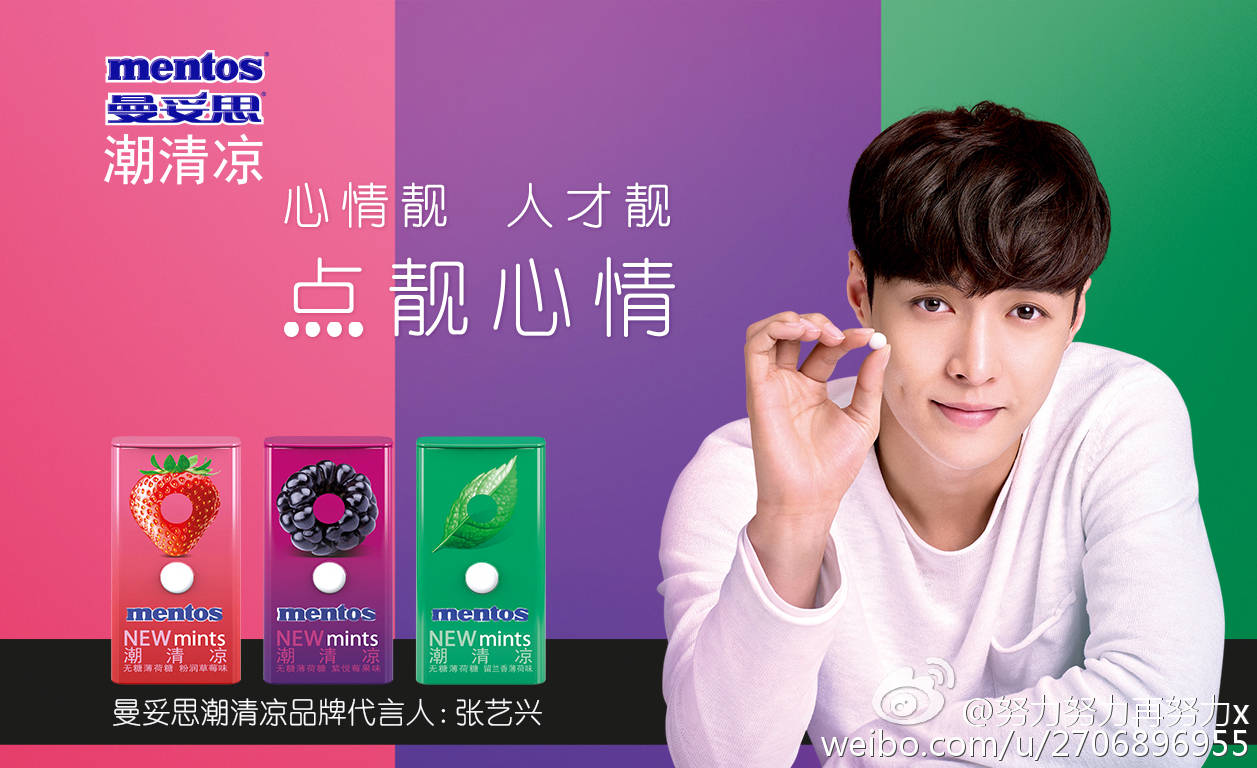 mentos
曼妥思
潮清凉
心情靓 人才靓
点靓心情
mentos
NEW mints
潮清凉
无糖薄荷糖 粉润草莓味
mentos
NEW mints
潮清凉
无糖薄荷糖 紫悦莓果味
mentos
NEW mints
潮清凉
无糖薄荷糖 留兰香薄荷味
曼妥思潮清凉品牌代言人:张艺兴
@努力努力再努力x
weibo.com/u/2706896955